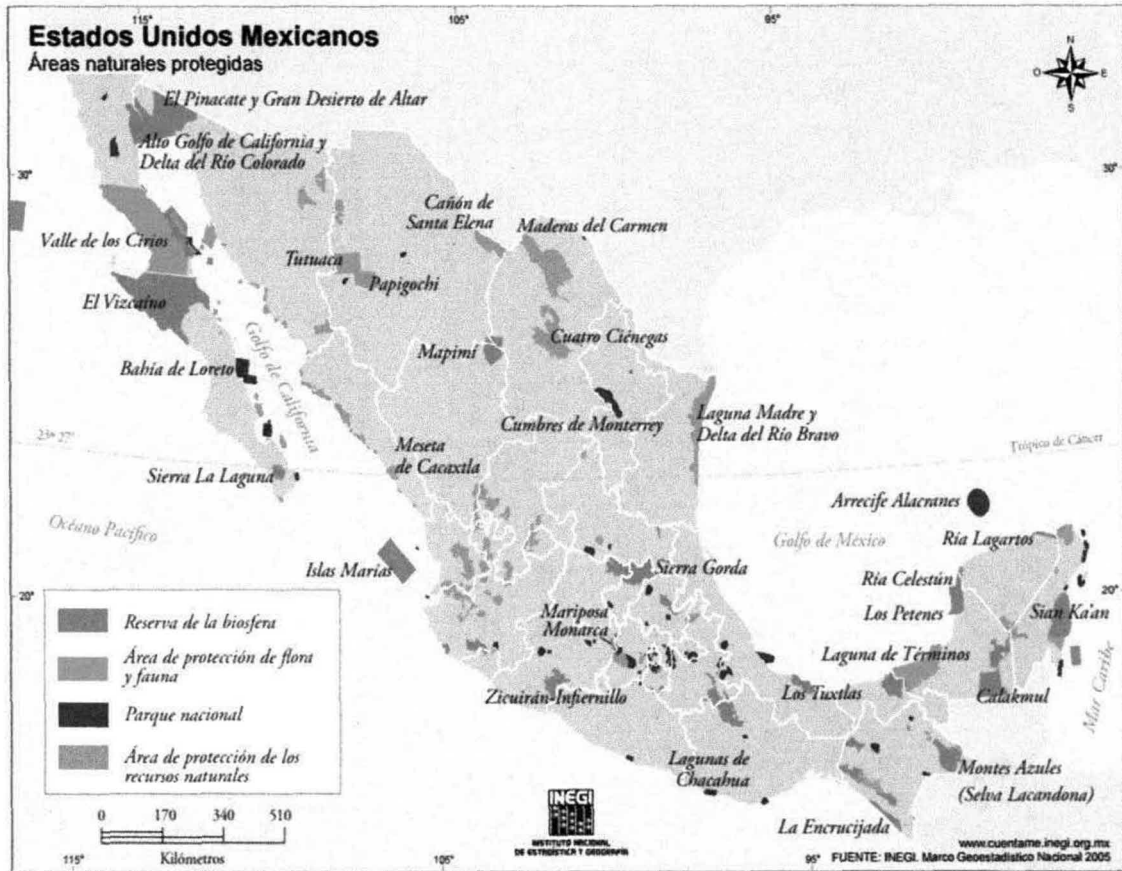 115°
105°
95°
Estados Unidos Mexicanos
Áreas naturales protegidas
N
O
E
S
El Pinacate y Gran Desierto de Altar
Alto Golfo de California y
Delta del Río Colorado
30°
30°
Cañón de
Santa Elena
Maderas del Carmen
Valle de los Cirios
Tutuaca
Papigochi
El Vizcaíno
Golfo de California
Cuatro Ciénegas
Mapimí
Bahía de Loreto
Cumbres de Monterrey
Laguna Madre y
Delta del Río Bravo
23° 27'
Trópico de Cáncer
Meseta
de Cacaxtla
Sierra La Laguna
Arrecife Alacranes
Océano Pacífico
Golfo de México
Ría Lagartos
Islas Marías
Sierra Gorda
Ría Celestún
20°
20°
Los Petenes
Sian Ka'an
Mariposa
Monarca
Laguna de Términos
Zicuirán-Infiernillo
Los Tuxtlas
Calakmul
Mar Caribe
Reserva de la biosfera
Área de protección de flora
y fauna
Parque nacional
Área de protección de los
recursos naturales
Lagunas de
Chacahua
Montes Azules
(Selva Lacandona)
La Encrucijada
0 170 340 510
Kilómetros
INEGI
INSTITUTO NACIONAL
DE ESTADÍSTICA Y GEOGRAFÍA
115°
105°
95°
www.cuentame.inegi.org.mx
FUENTE: INEGI. Marco Geoestadístico Nacional 2005